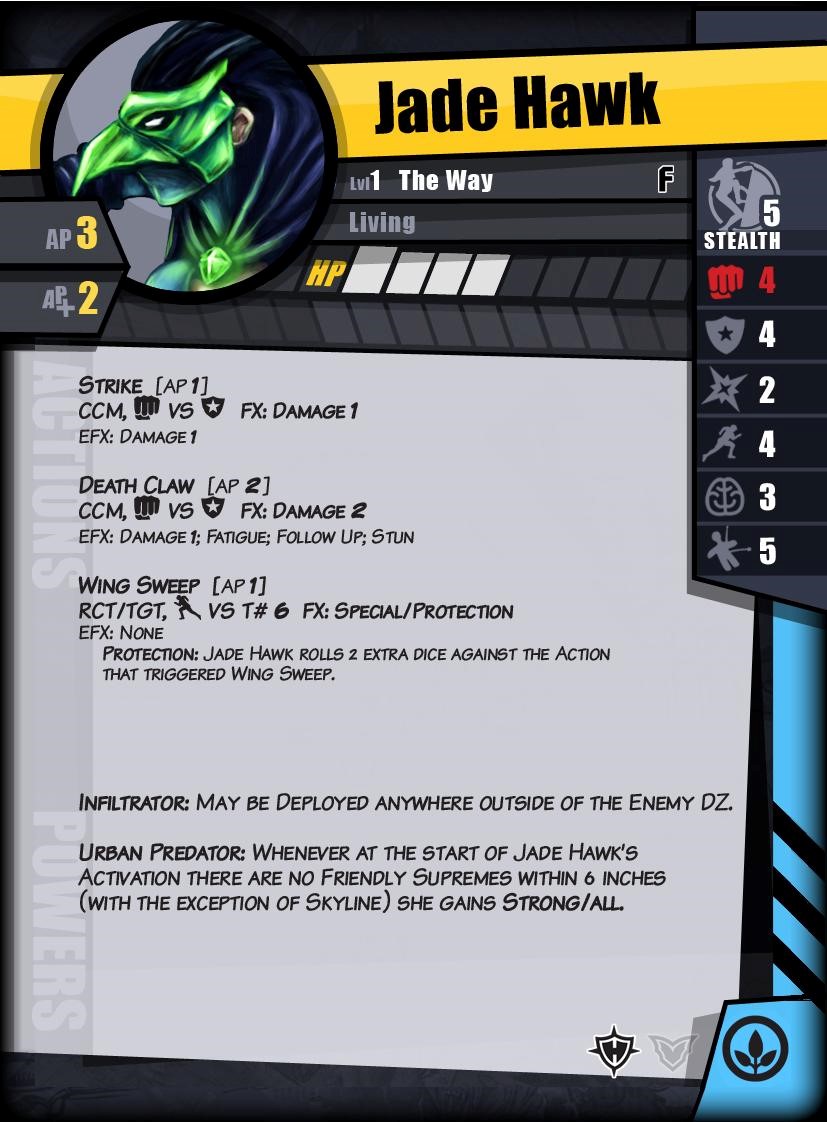 Jade Hawk
Lvl1 The Way F
Living
AP 3
AP+ 2
HP
5
STEALTH
4
4
2
4
3
5
ACTIONS
STRIKE [AP 1]
CCM, VS FX: DAMAGE 1
EFX: DAMAGE 1
DEATH CLAW [AP 2]
CCM, VS FX: DAMAGE 2
EFX: DAMAGE 1; FATIGUE; FOLLOW UP; STUN
WING SWEEP [AP 1]
RCT/TGT, VS T# 6 FX: SPECIAL/PROTECTION
EFX: NONE
PROTECTION: JADE HAWK ROLLS 2 EXTRA DICE AGAINST THE ACTION
THAT TRIGGERED WING SWEEP.
POWERS
INFILTRATOR: MAY BE DEPLOYED ANYWHERE OUTSIDE OF THE ENEMY DZ.
URBAN PREDATOR: WHENEVER AT THE START OF JADE HAWK'S
ACTIVATION THERE ARE NO FRIENDLY SUPREMES WITHIN 6 INCHES
(WITH THE EXCEPTION OF SKYLINE) SHE GAINS STRONG/ALL.
H